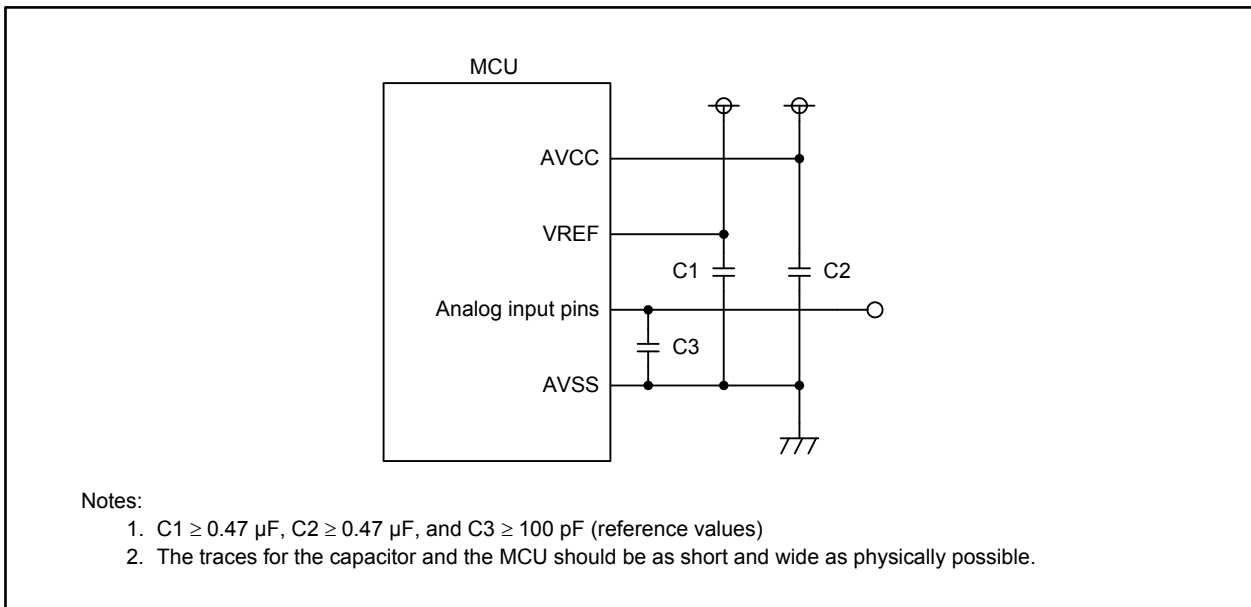 MCU
AVCC
VREF
C1
C2
Analog input pins
C3
AVSS
Notes:
1. C1 ≥ 0.47 µF, C2 ≥ 0.47 µF, and C3 ≥ 100 pF (reference values)
2. The traces for the capacitor and the MCU should be as short and wide as physically possible.